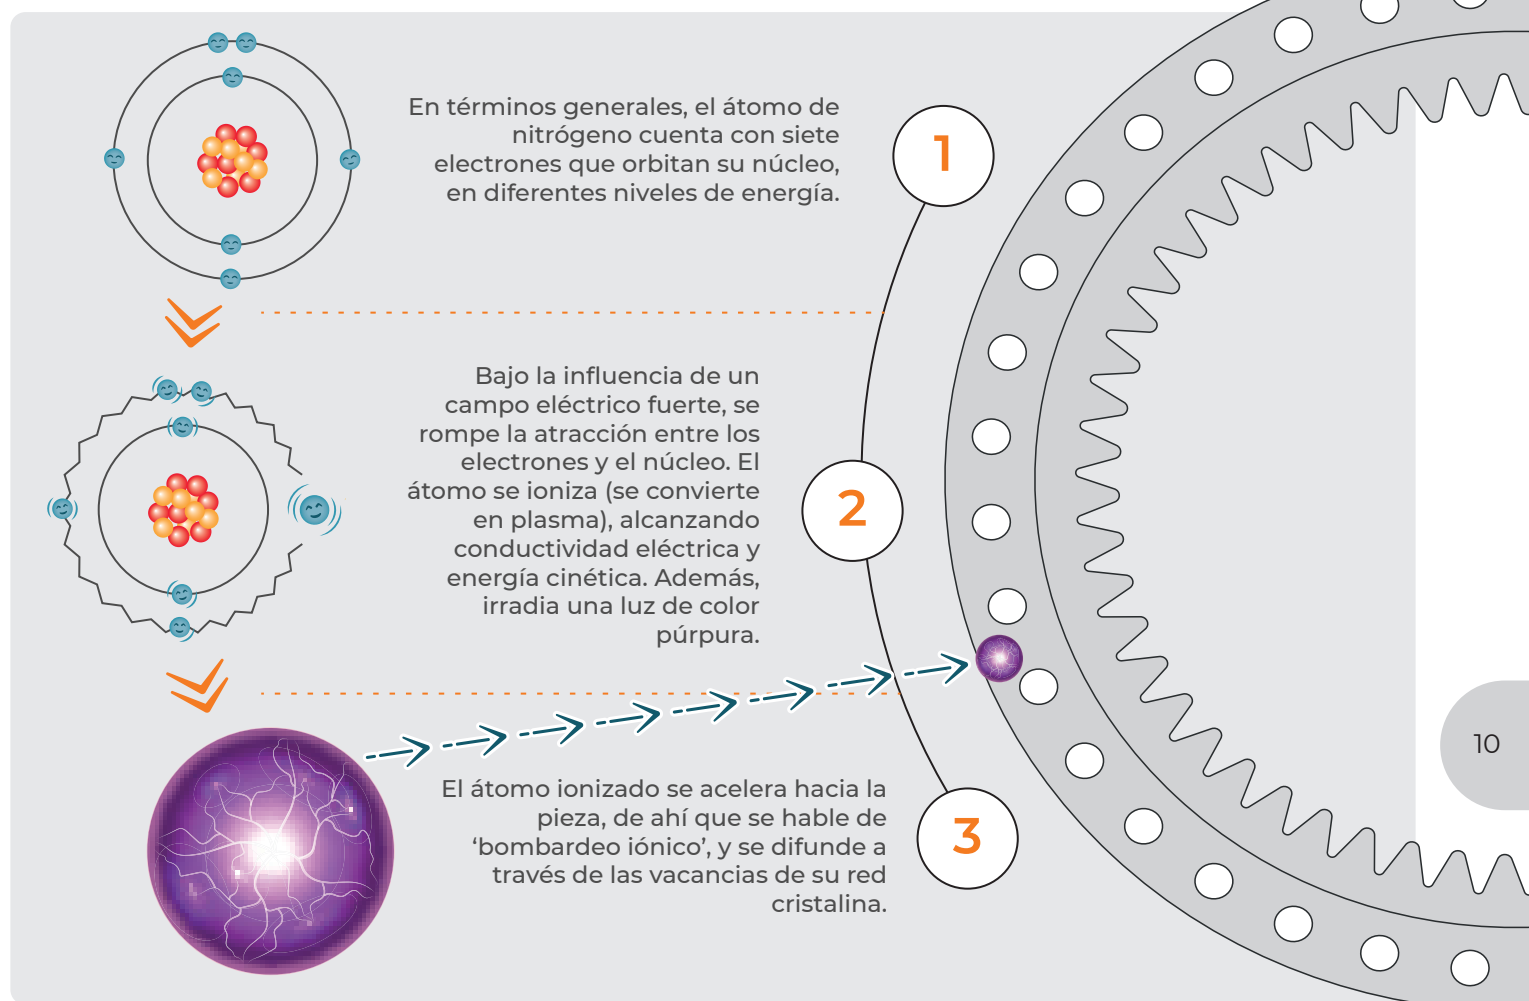 En términos generales, el átomo de
nitrógeno cuenta con siete
electrones que orbitan su núcleo,
en diferentes niveles de energía.
1
Bajo la influencia de un
campo eléctrico fuerte, se
rompe la atracción entre los
electrones y el núcleo. El
átomo se ioniza (se convierte
en plasma), alcanzando
conductividad eléctrica y
energía cinética. Además,
irradia una luz de color
púrpura.
2
El átomo ionizado se acelera hacia la
pieza, de ahí que se hable de
‘bombardeo iónico’, y se difunde a
través de las vacancias de su red
cristalina.
3
10